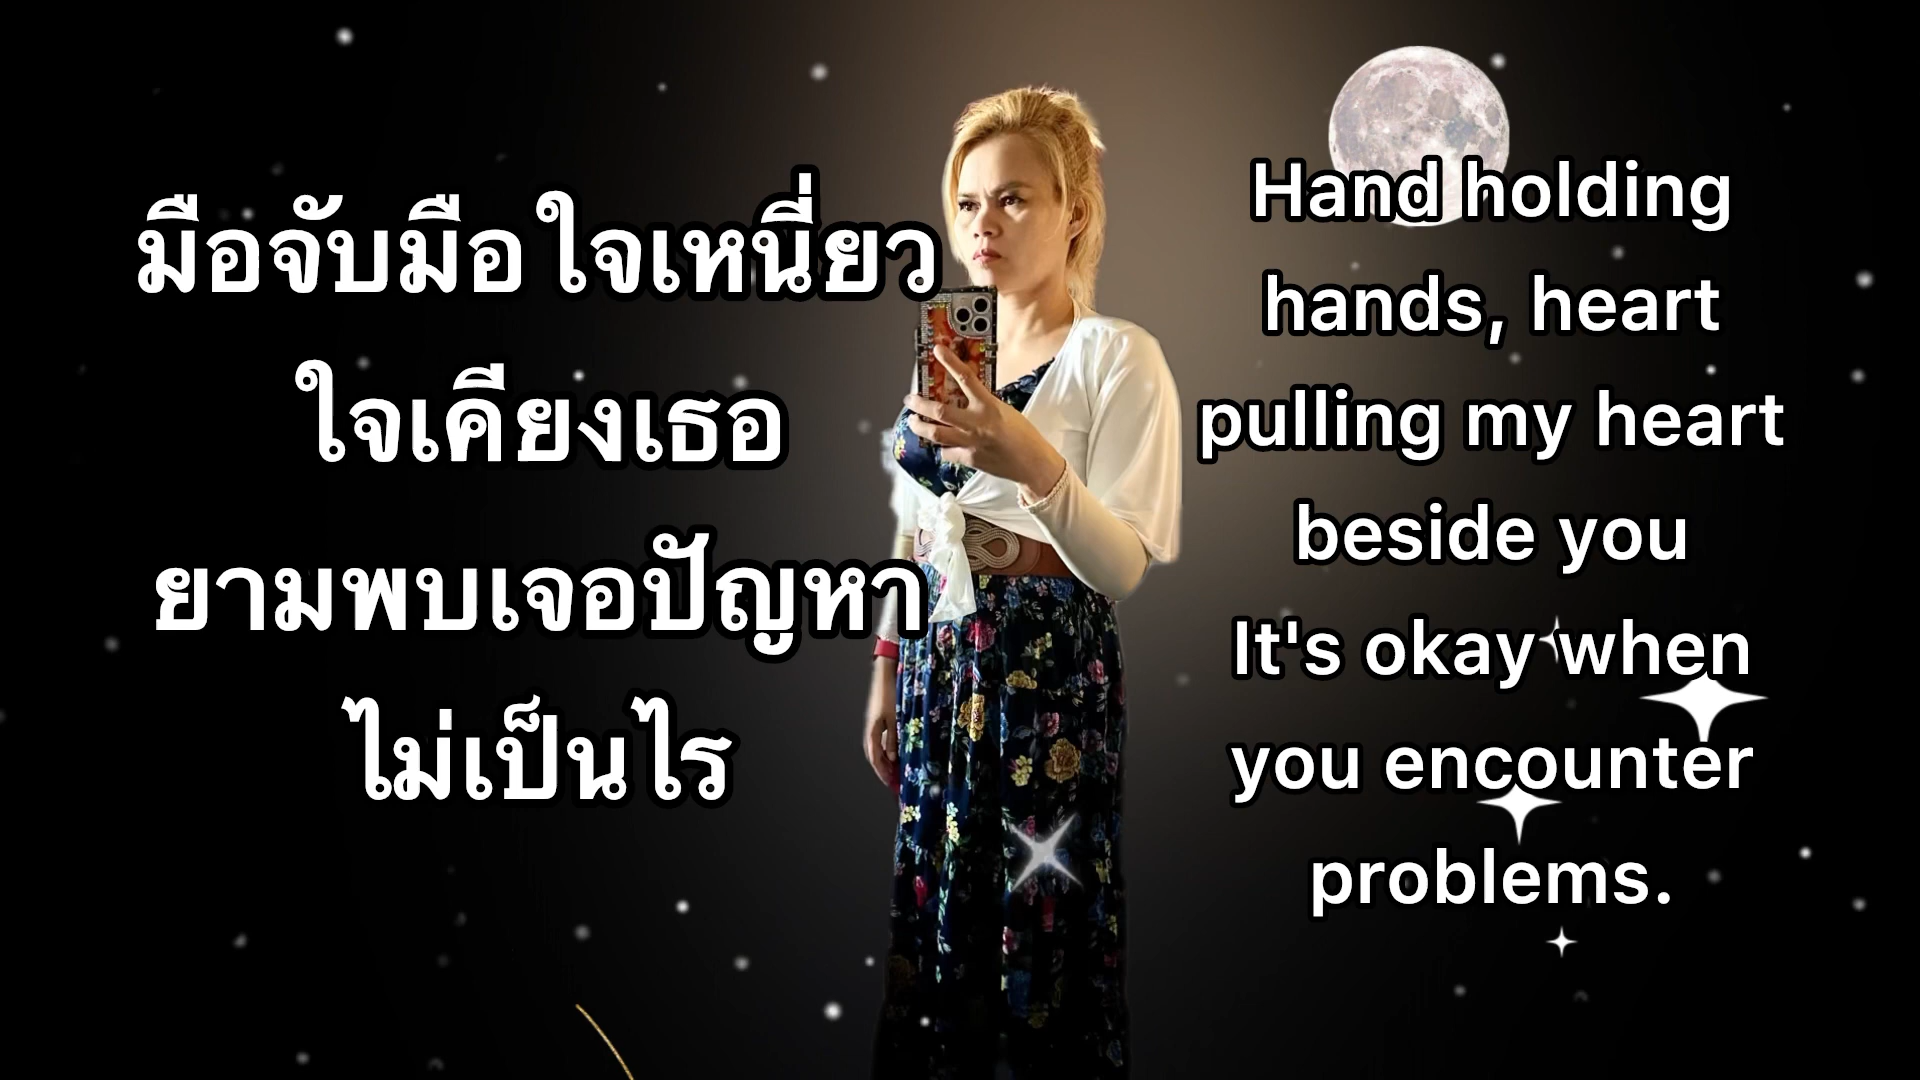 มือจับมือ ใจเหนี่ยว
ใจเคียงเธอ
ยามพบเจอปัญหา
ไม่เป็นไร
Hand holding
hands, heart
pulling my heart
beside you
It's okay when
you encounter
problems.